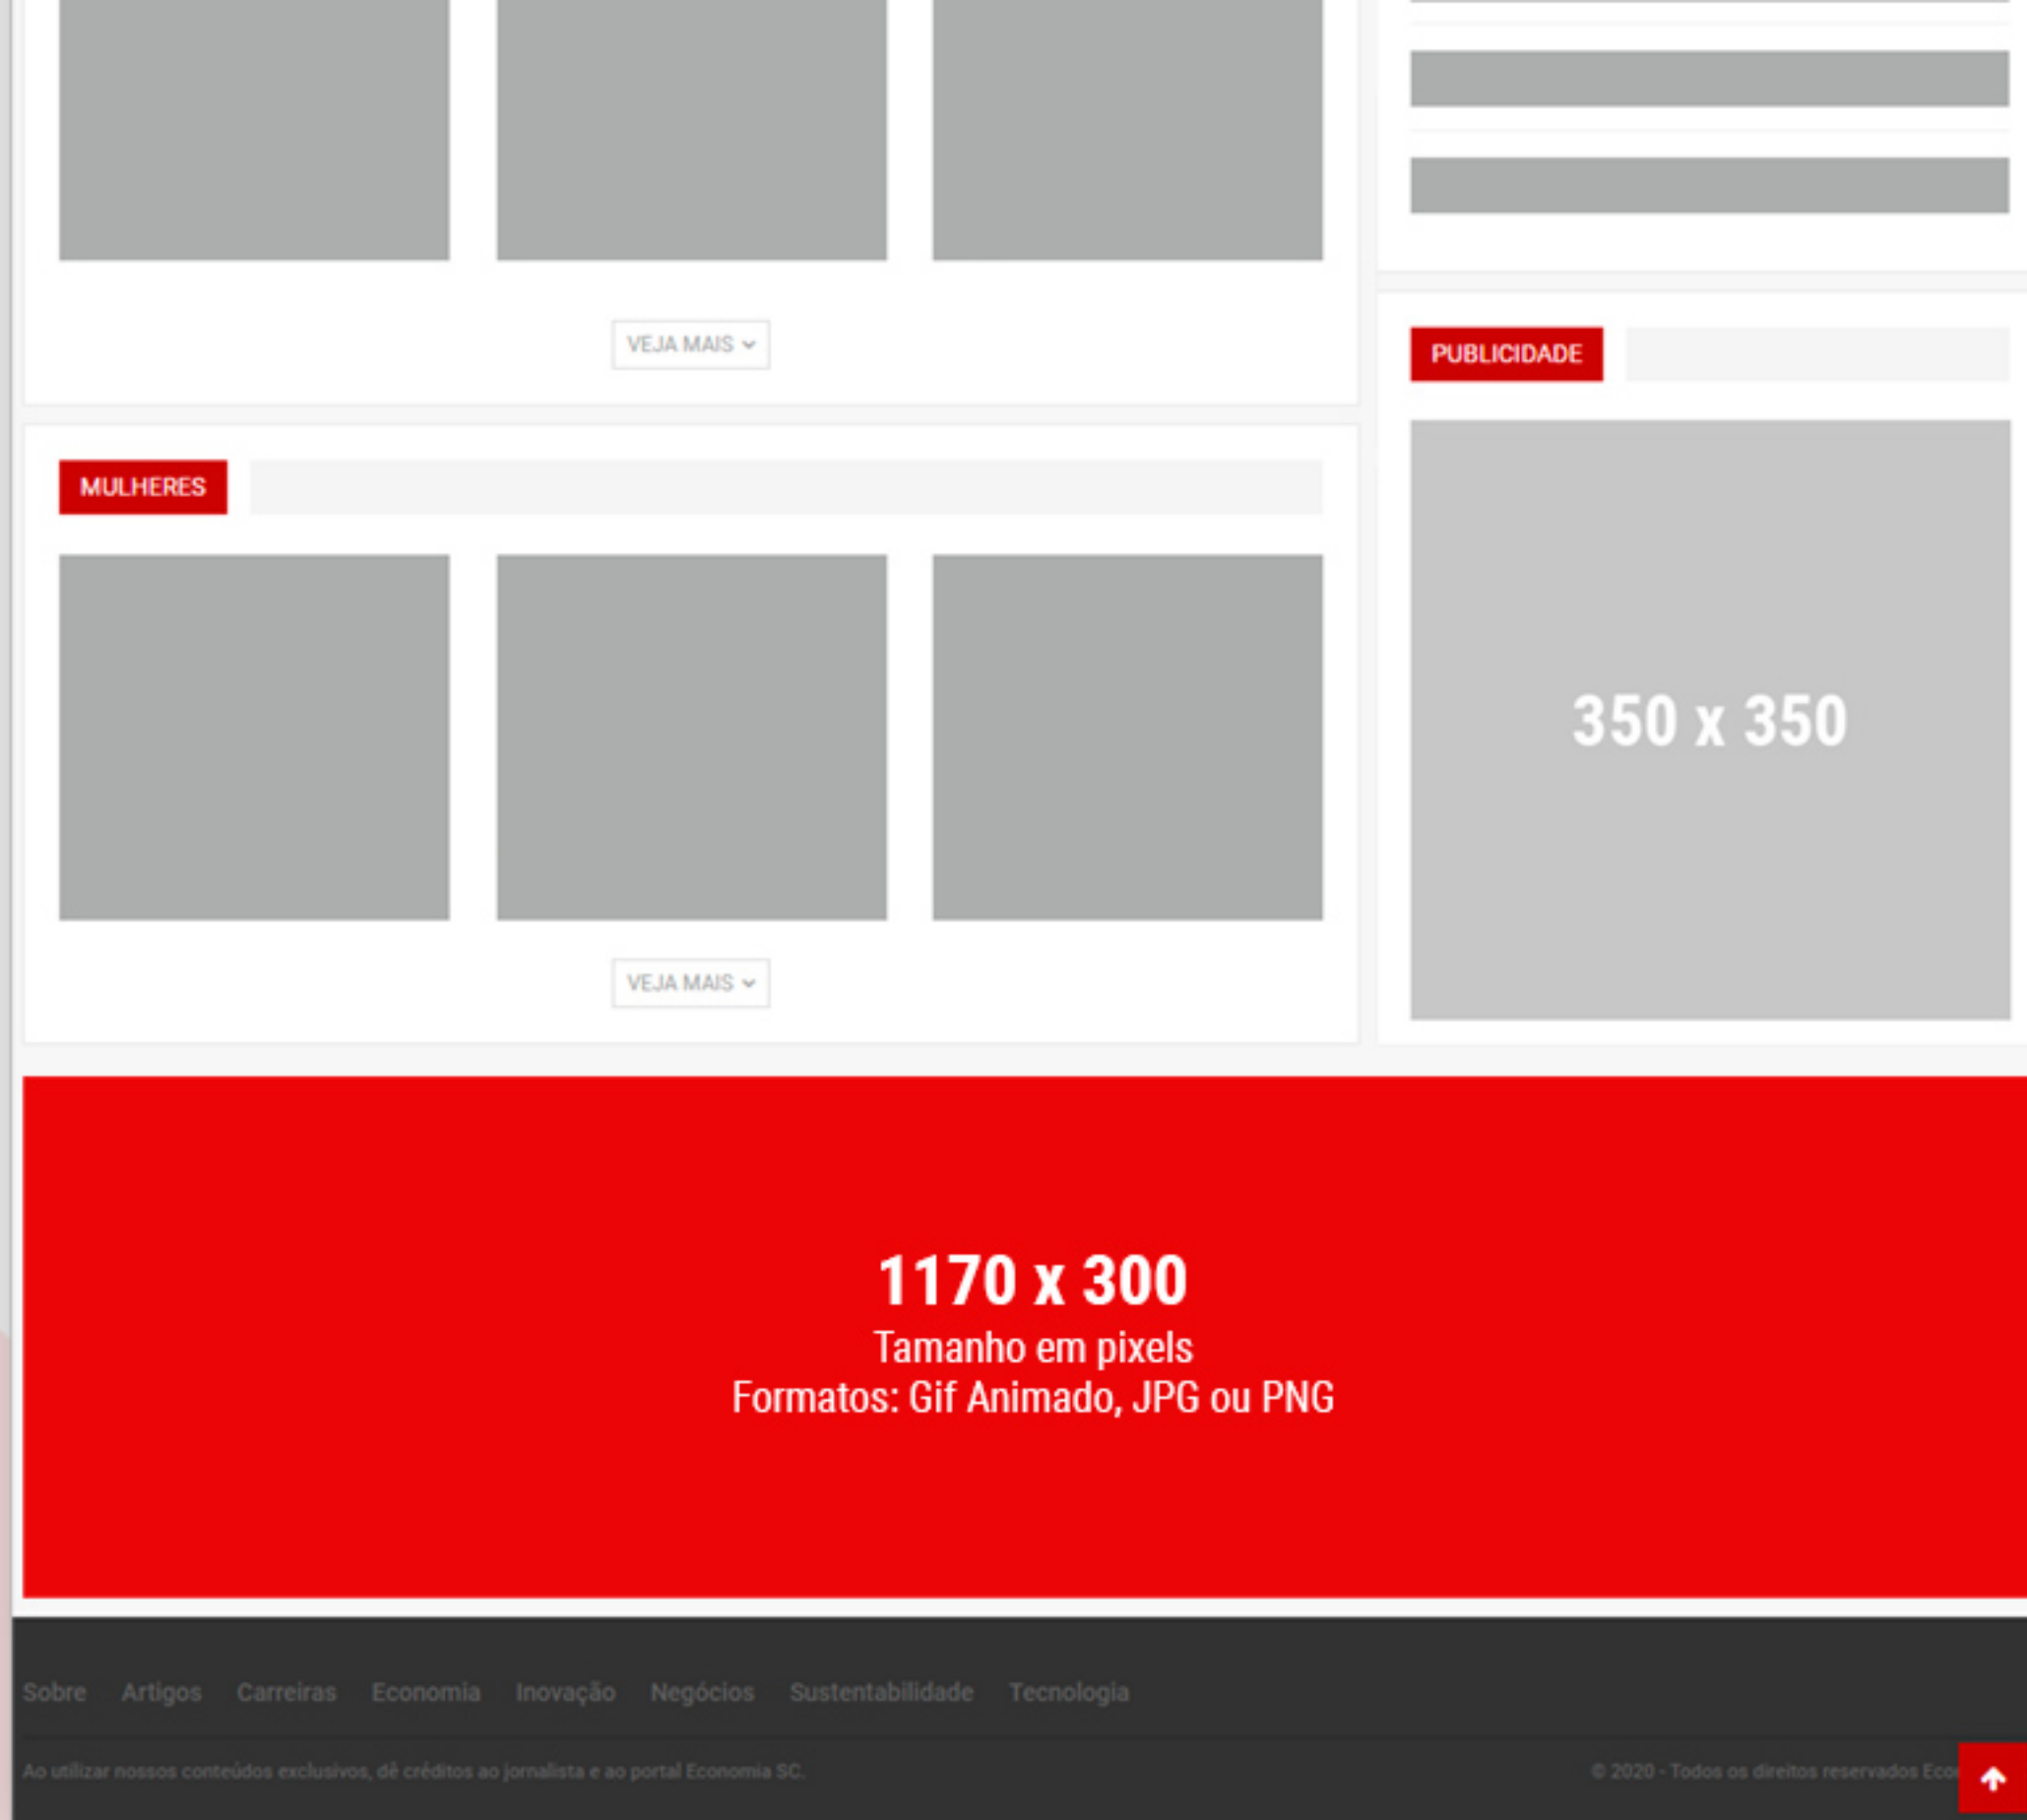 VEJA MAIS
PUBLICIDADE
MULHERES
350 x 350
VEJA MAIS
1170 x 300
Tamanho em pixels
Formatos: Gif Animado, JPG ou PNG
Sobre Artigos Carreiras Economia Inovação Negócios Sustentabilidade Tecnologia
Ao utilizar nossos conteúdos exclusivos, dê créditos ao jornalista e ao portal Economia SC.
© 2020 - Todos os direitos reservados